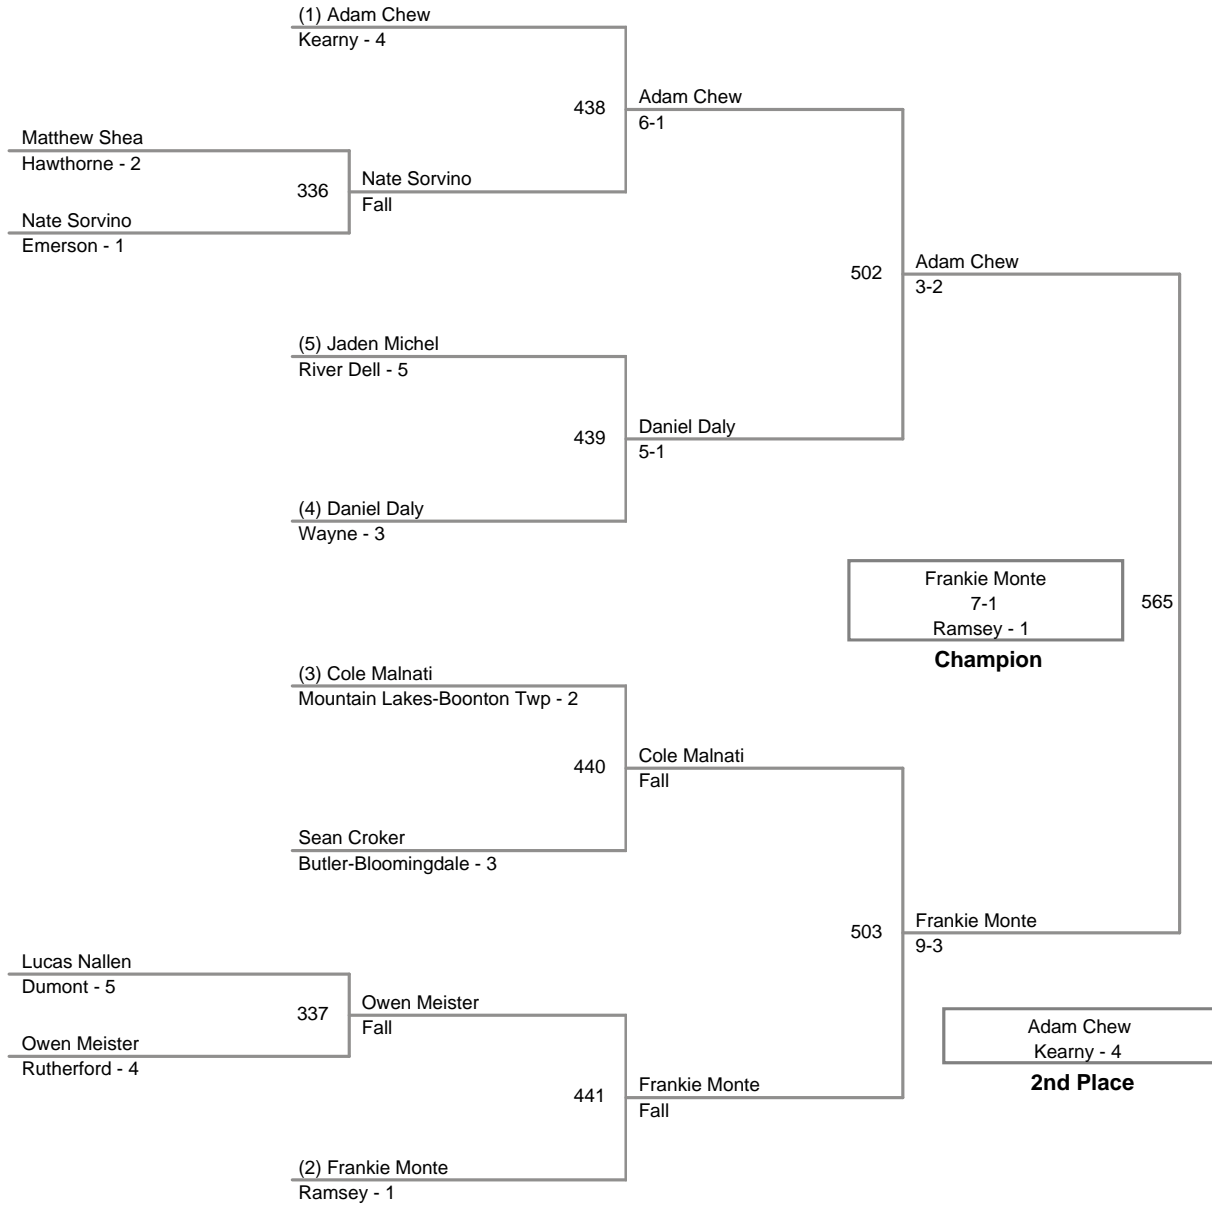 (1) Adam Chew
Kearny - 4
438
Adam Chew
6-1
Matthew Shea
Hawthorne - 2
336
Nate Sorvino
Fall
Nate Sorvino
Emerson - 1
502
Adam Chew
3-2
(5) Jaden Michel
River Dell - 5
439
Daniel Daly
5-1
(4) Daniel Daly
Wayne - 3
Frankie Monte
7-1
Ramsey - 1
Champion
565
(3) Cole Malnati
Mountain Lakes-Boonton Twp - 2
440
Cole Malnati
Fall
Sean Croker
Butler-Bloomingdale - 3
503
Frankie Monte
9-3
Lucas Nallen
Dumont - 5
337
Owen Meister
Fall
Owen Meister
Rutherford - 4
Adam Chew
Kearny - 4
2nd Place
441
Frankie Monte
Fall
(2) Frankie Monte
Ramsey - 1